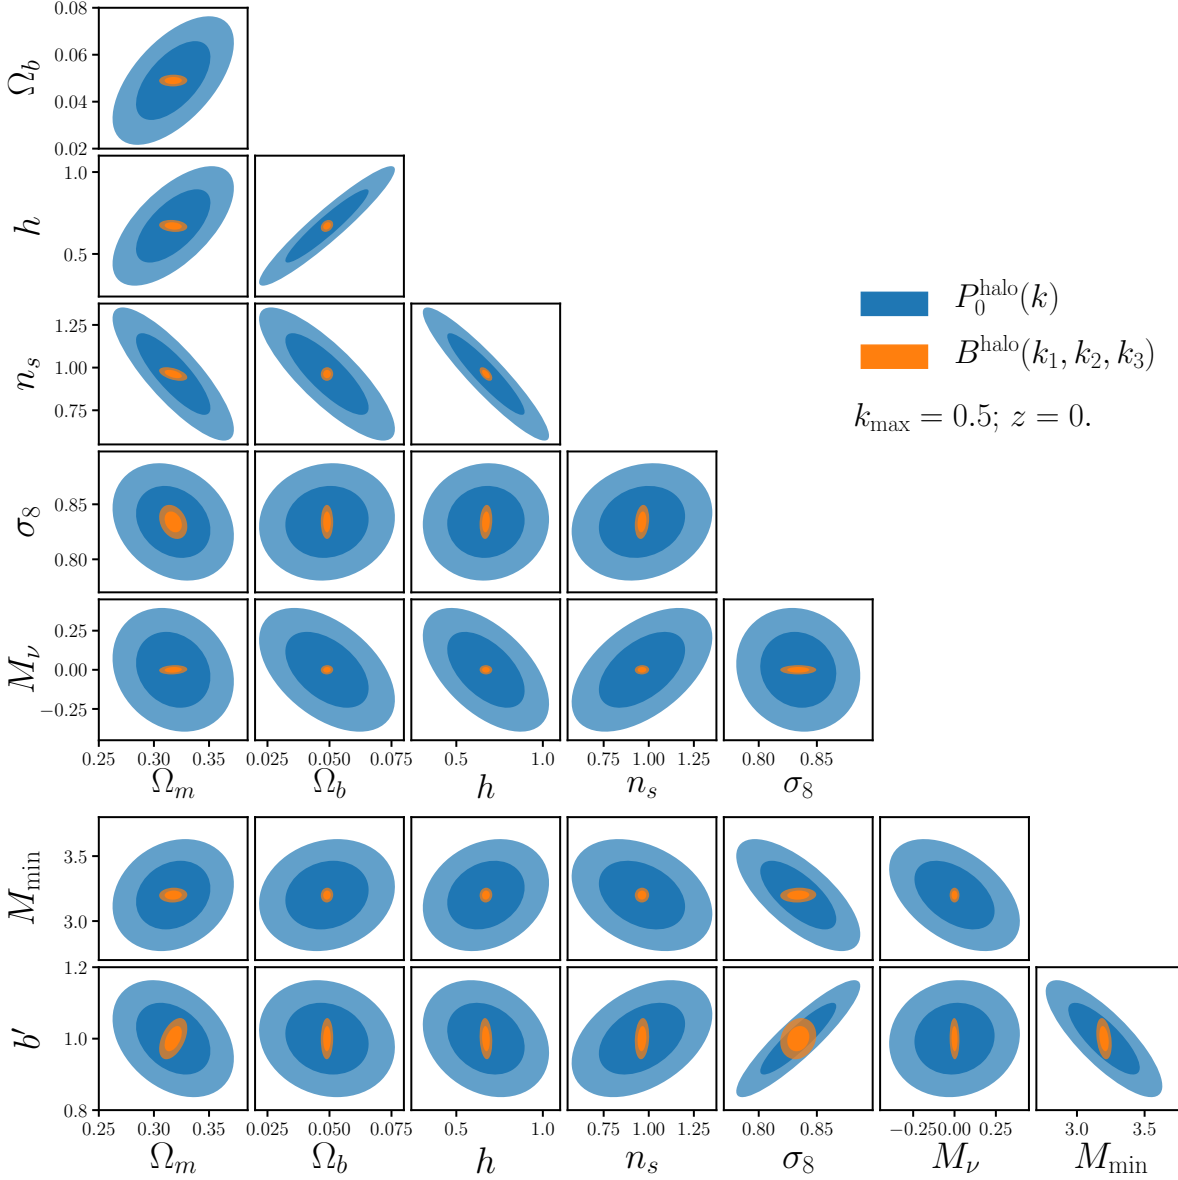 0.08
0.06
0.04
0.02
Ω_b
1.0
0.5
h
1.25
1.00
0.75
n_s
P_0^halo(k)
B^halo(k_1, k_2, k_3)
k_max = 0.5; z = 0.
0.85
0.80
σ_8
0.25
0.00
−0.25
M_ν
0.25 0.30 0.35 0.025 0.050 0.075 0.5 1.0 0.75 1.00 1.25 0.80 0.85
Ω_m Ω_b h n_s σ_8
3.5
3.0
M_min
1.2
1.0
0.8
b′
0.25 0.30 0.35 0.025 0.050 0.075 0.5 1.0 0.75 1.00 1.25 0.80 0.85 −0.25 0.00 0.25 3.0 3.5
Ω_m Ω_b h n_s σ_8 M_ν M_min